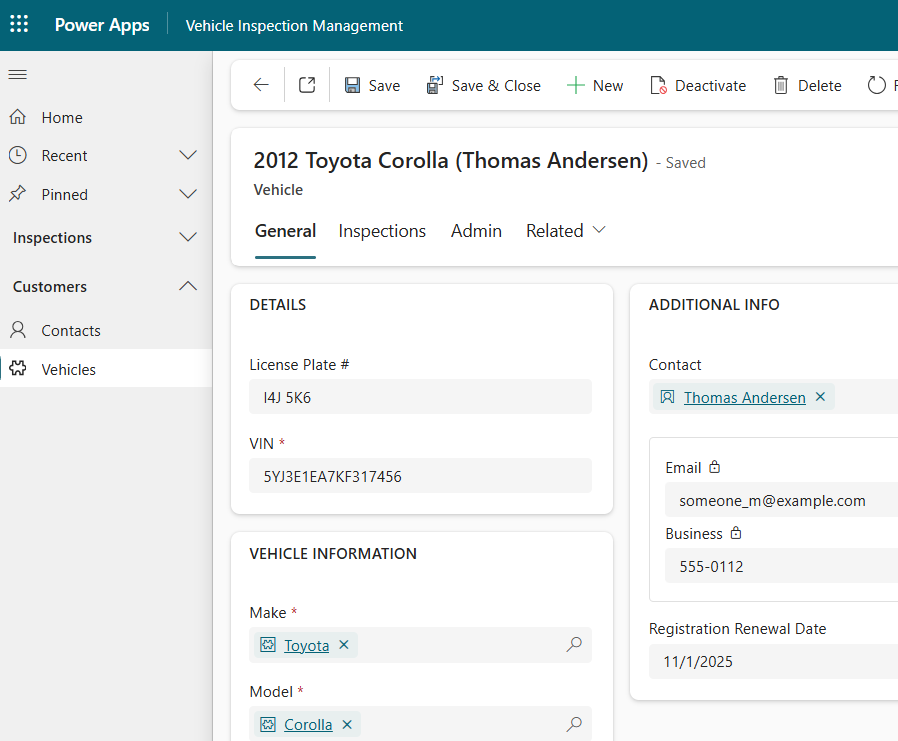 Power Apps Vehicle Inspection Management
Home
Recent
Pinned
Inspections
Customers
Contacts
Vehicles
Save Save & Close New Deactivate Delete
2012 Toyota Corolla (Thomas Andersen) - Saved
Vehicle
General Inspections Admin Related
DETAILS
License Plate #
I4J 5K6
VIN *
5YJ3E1EA7KF317456
VEHICLE INFORMATION
Make *
Toyota
Model *
Corolla
ADDITIONAL INFO
Contact
Thomas Andersen
Email
someone_m@example.com
Business
555-0112
Registration Renewal Date
11/1/2025